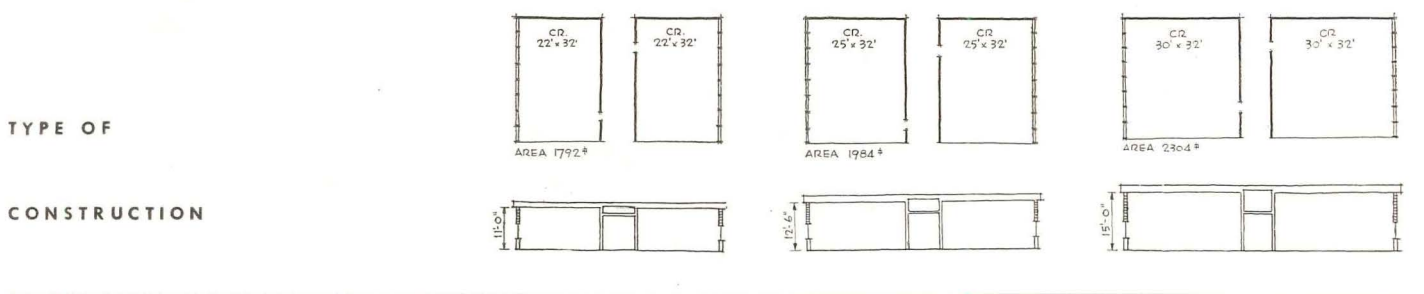 CR.
22' x 32'
22' x 32'
CR.
CR.
25' x 32'
CR
25' x 32'
CR
30' x 32'
CR
30' x 32'
TYPE OF
AREA 1792⌗
AREA 1984⌗
AREA 2304⌗
CONSTRUCTION
11'-0"
12'-6"
15'-0"